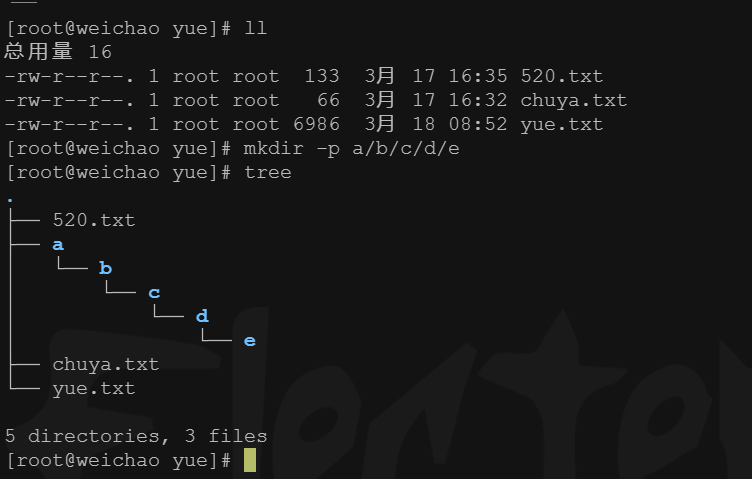 [root@weichao yue]# ll
总用量 16
-rw-r--r--. 1 root root  133  3月 17 16:35 520.txt
-rw-r--r--. 1 root root   66  3月 17 16:32 chuya.txt
-rw-r--r--. 1 root root 6986  3月 18 08:52 yue.txt
[root@weichao yue]# mkdir -p a/b/c/d/e
[root@weichao yue]# tree
.
├── 520.txt
├── a
│   └── b
│       └── c
│           └── d
│               └── e
├── chuya.txt
└── yue.txt
5 directories, 3 files
[root@weichao yue]#